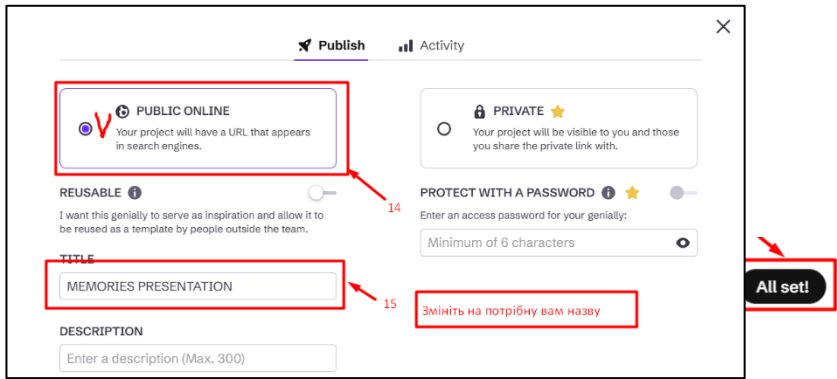 Publish
Activity
PUBLIC ONLINE
Your project will have a URL that appears
in search engines.
PRIVATE
Your project will be visible to you and those
you share the private link with.
14
REUSABLE
I want this genially to serve as inspiration and allow it to
be reused as a template by people outside the team.
PROTECT WITH A PASSWORD
Enter an access password for your genially:
Minimum of 6 characters
TITLE
MEMORIES PRESENTATION
15
Змініть на потрібну вам назву
All set!
DESCRIPTION
Enter a description (Max. 300)